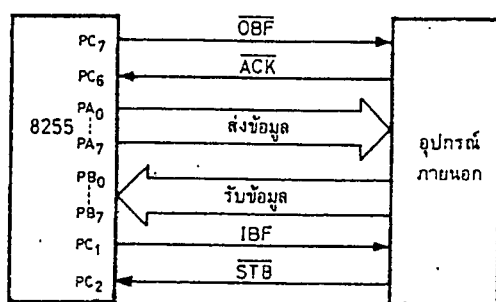 PC7
OBF
PC6
ACK
PA0
8255
ส่งข้อมูล
PA7
อุปกรณ์
ภายนอก
PB0
รับข้อมูล
PB7
PC1
IBF
PC2
STB